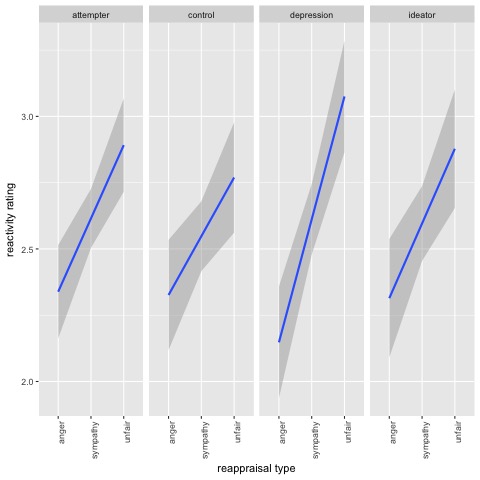 attempter control depression ideator
reactivity rating
3.0
2.5
2.0
anger sympathy unfair anger sympathy unfair anger sympathy unfair anger sympathy unfair
reappraisal type